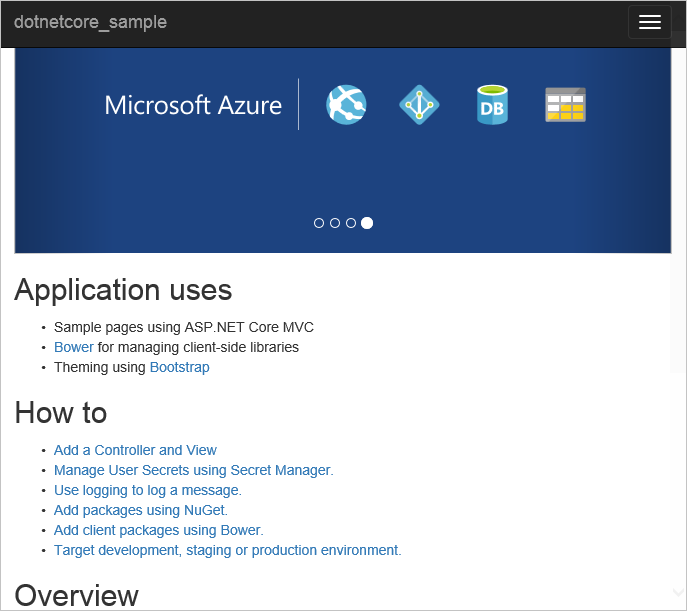 dotnetcore_sample
Microsoft Azure
DB
Application uses
• Sample pages using ASP.NET Core MVC
• Bower for managing client-side libraries
• Theming using Bootstrap
How to
• Add a Controller and View
• Manage User Secrets using Secret Manager.
• Use logging to log a message.
• Add packages using NuGet.
• Add client packages using Bower.
• Target development, staging or production environment.
Overview